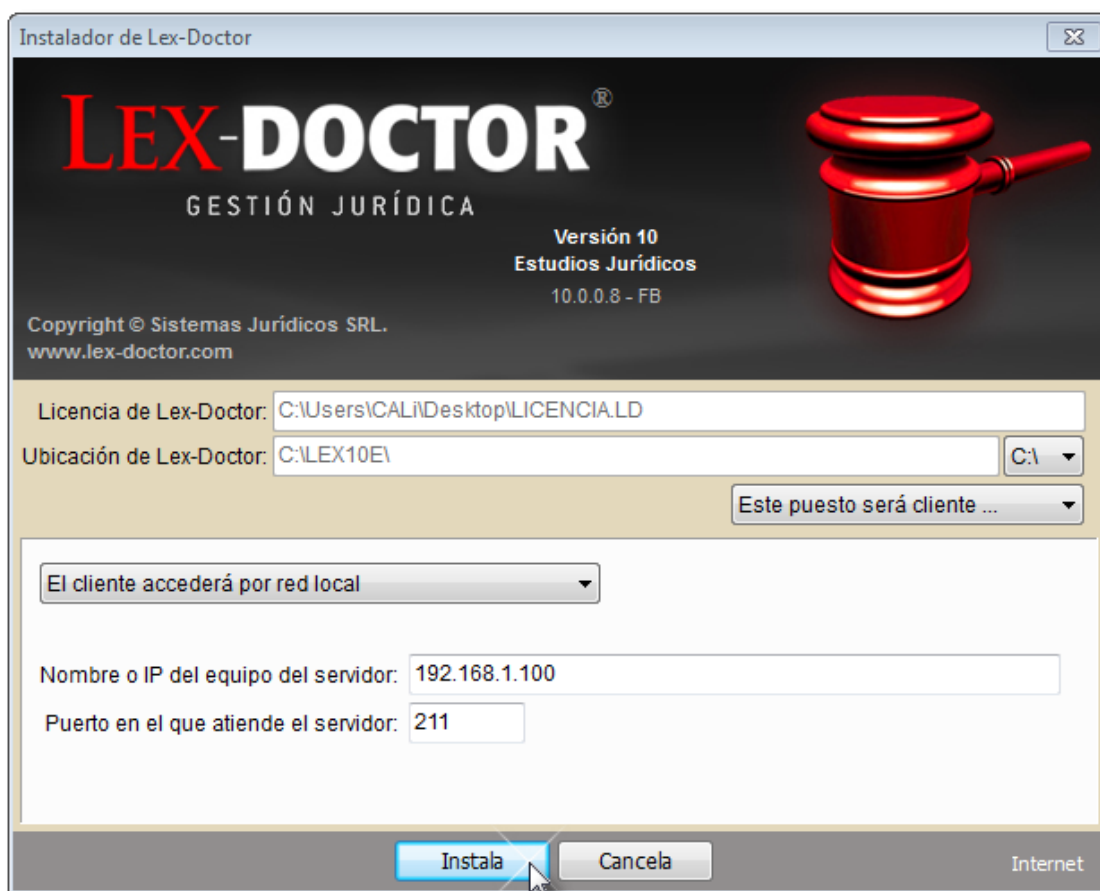 Instalador de Lex-Doctor
LEX-DOCTOR®
GESTIÓN JURÍDICA
Versión 10
Estudios Jurídicos
10.0.0.8 - FB
Copyright © Sistemas Jurídicos SRL.
www.lex-doctor.com
Licencia de Lex-Doctor: C:\Users\CALi\Desktop\LICENCIA.LD
Ubicación de Lex-Doctor: C:\LEX10E\ C:\
Este puesto será cliente ...
El cliente accederá por red local
Nombre o IP del equipo del servidor: 192.168.1.100
Puerto en el que atiende el servidor: 211
Instala Cancela Internet